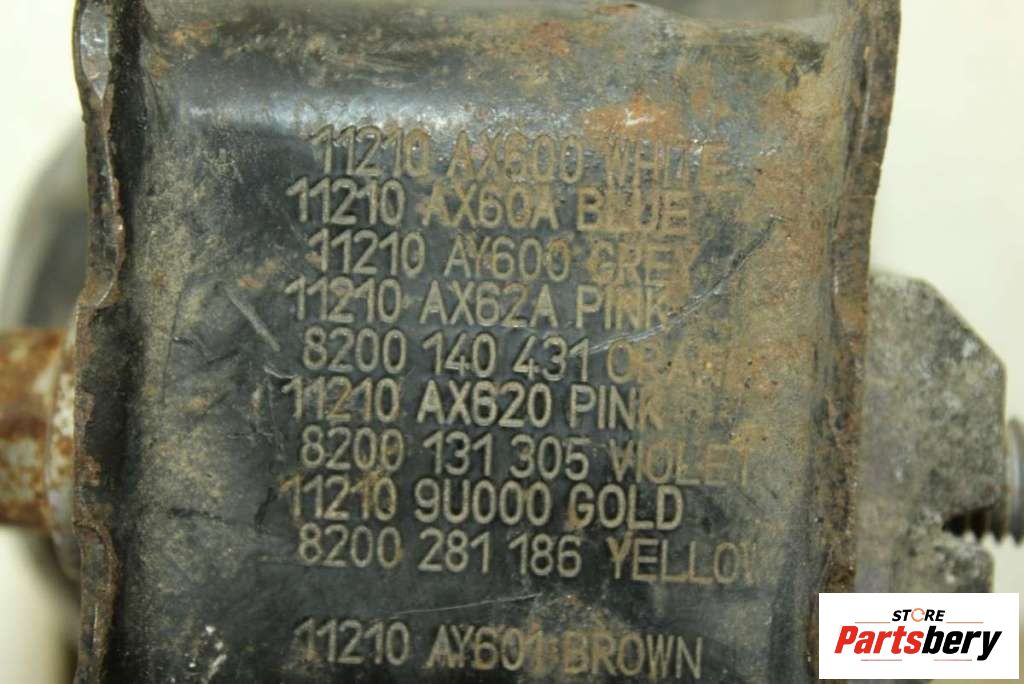 11210 AX600 WHITE
11210 AX60A BLUE
11210 AY600 GREY
11210 AX62A PINK
8200 140 431
11210 AX620 PINK
8200 131 305 VIOLET
11210 9U000 GOLD
8200 281 186 YELLOW
11210 AY601 BROWN
STORE
Partsbery